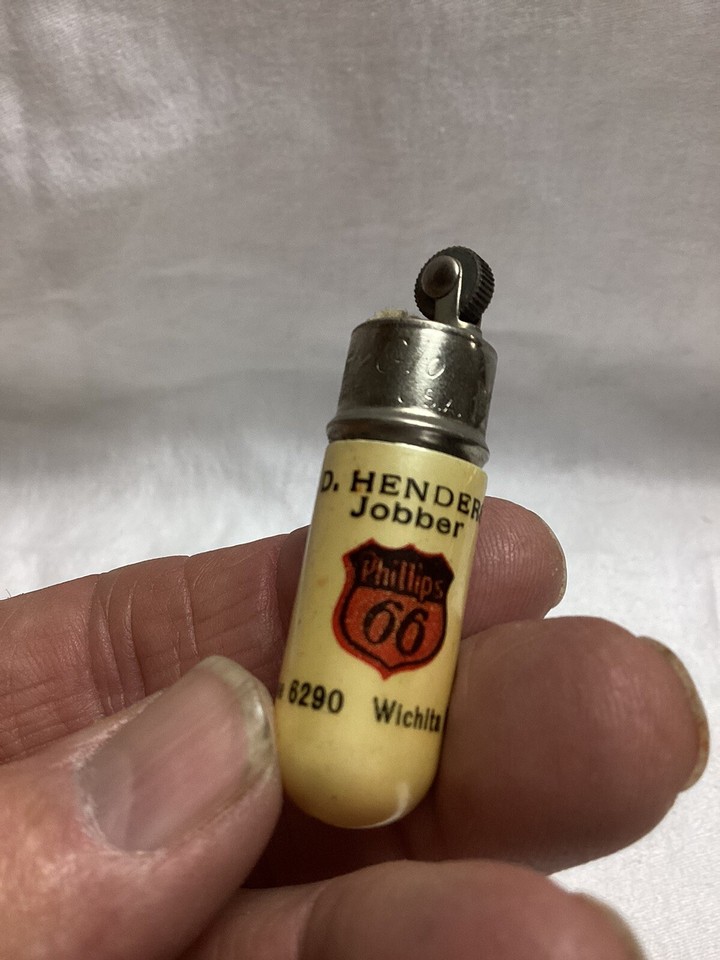 D. HENDER
Jobber
Phillips
66
6290 Wichita
U.S.A.